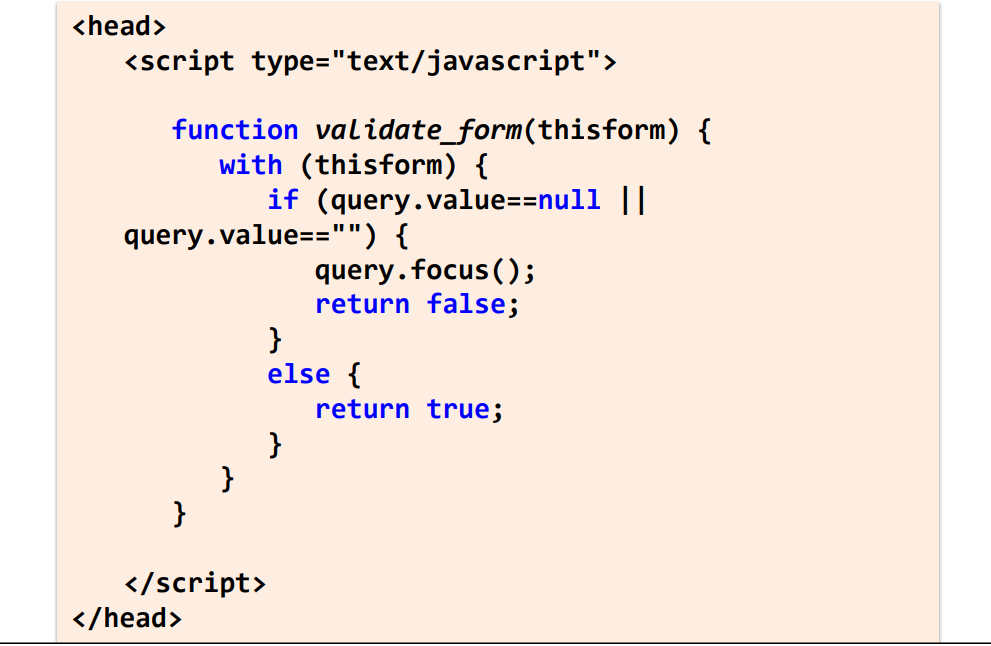 <head>
<script type="text/javascript">
function validate_form(thisform) {
with (thisform) {
if (query.value==null ||
query.value=="") {
query.focus();
return false;
}
else {
return true;
}
}
}
</script>
</head>